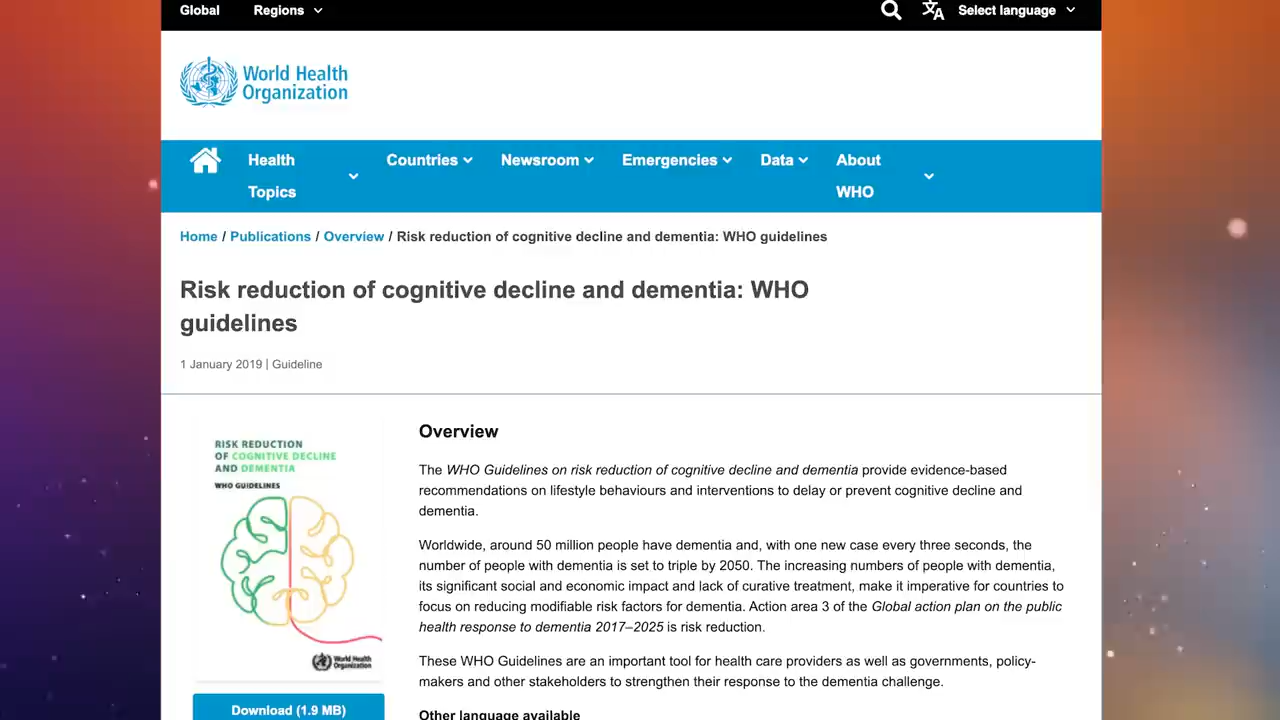 Global
Regions
Select language
World Health
Organization
Health
Topics
Countries
Newsroom
Emergencies
Data
About
WHO
Home / Publications / Overview / Risk reduction of cognitive decline and dementia: WHO guidelines
Risk reduction of cognitive decline and dementia: WHO
guidelines
1 January 2019 | Guideline
RISK REDUCTION
OF COGNITIVE DECLINE
AND DEMENTIA
WHO GUIDELINES
World Health
Organization
Download (1.9 MB)
Overview
The WHO Guidelines on risk reduction of cognitive decline and dementia provide evidence-based
recommendations on lifestyle behaviours and interventions to delay or prevent cognitive decline and
dementia.
Worldwide, around 50 million people have dementia and, with one new case every three seconds, the
number of people with dementia is set to triple by 2050. The increasing numbers of people with dementia,
its significant social and economic impact and lack of curative treatment, make it imperative for countries to
focus on reducing modifiable risk factors for dementia. Action area 3 of the Global action plan on the public
health response to dementia 2017–2025 is risk reduction.
These WHO Guidelines are an important tool for health care providers as well as governments, policy-
makers and other stakeholders to strengthen their response to the dementia challenge.
Other language available